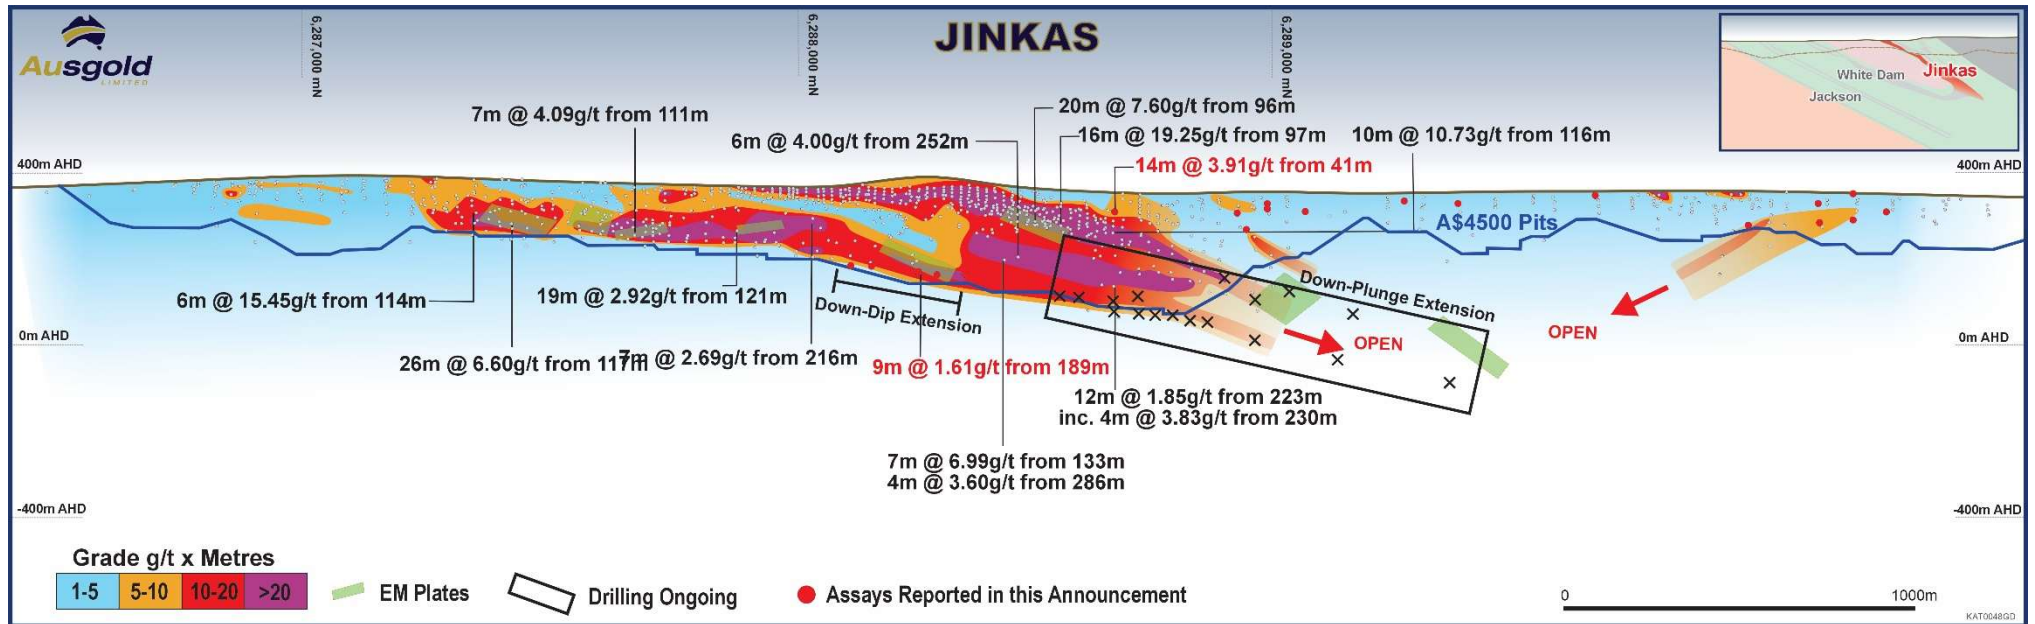 JINKAS
Ausgold
LIMITED
6,287,000 mN
6,288,000 mN
6,289,000 mN
White Dam
Jinkas
Jackson
7m @ 4.09g/t from 111m
20m @ 7.60g/t from 96m
6m @ 4.00g/t from 252m
16m @ 19.25g/t from 97m
10m @ 10.73g/t from 116m
14m @ 3.91g/t from 41m
400m AHD
400m AHD
A$4500 Pits
6m @ 15.45g/t from 114m
19m @ 2.92g/t from 121m
Down-Dip Extension
Down-Plunge Extension
0m AHD
OPEN
OPEN
0m AHD
26m @ 6.60g/t from 117m
7m @ 2.69g/t from 216m
9m @ 1.61g/t from 189m
12m @ 1.85g/t from 223m
inc. 4m @ 3.83g/t from 230m
7m @ 6.99g/t from 133m
4m @ 3.60g/t from 286m
-400m AHD
-400m AHD
Grade g/t x Metres
1-5 5-10 10-20 >20
EM Plates
Drilling Ongoing
Assays Reported in this Announcement
0 1000m
KAT0048GD